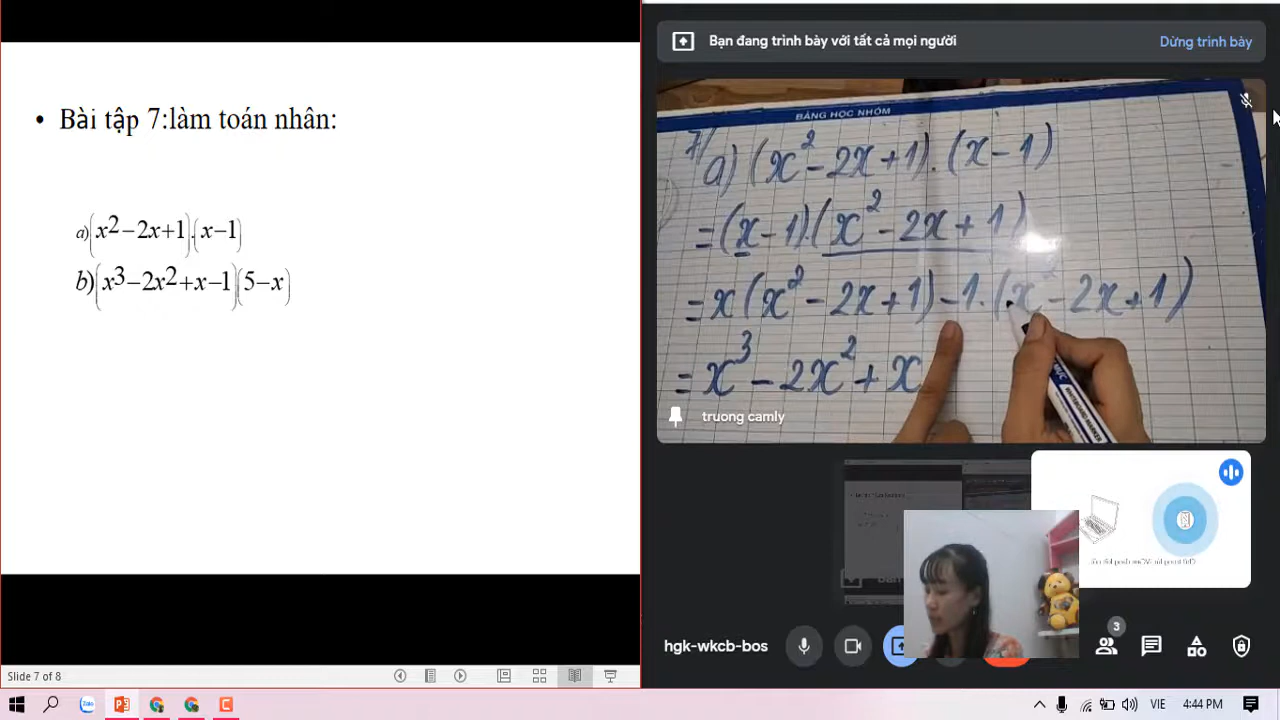 • Bài tập 7:làm toán nhân:
a)(x²−2x+1).(x−1)
b)(x³−2x²+x−1)(5−x)
Slide 7 of 8
Bạn đang trình bày với tất cả mọi người
Dừng trình bày
BẢNG HỌC NHÓM
7/
a) (x² − 2x + 1) . (x − 1)
= (x − 1).(x² − 2x + 1)
= x(x² − 2x + 1) − 1.(x² − 2x + 1)
= x³ − 2x² + x
truong camly
hgk-wkcb-bos
3
Zalo
VIE
4:44 PM